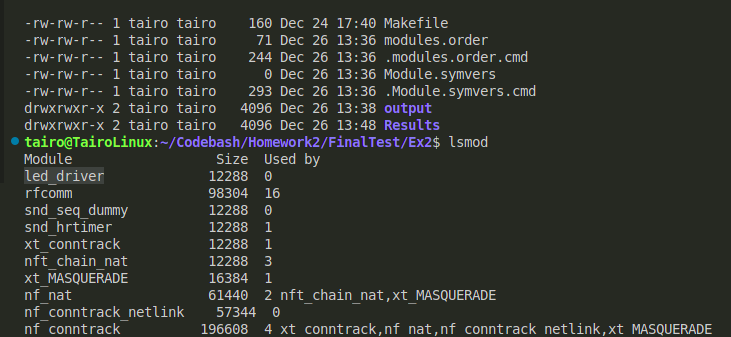 -rw-rw-r-- 1 tairo tairo    160 Dec 24 17:40 Makefile
-rw-rw-r-- 1 tairo tairo     71 Dec 26 13:36 modules.order
-rw-rw-r-- 1 tairo tairo    244 Dec 26 13:36 .modules.order.cmd
-rw-rw-r-- 1 tairo tairo      0 Dec 26 13:36 Module.symvers
-rw-rw-r-- 1 tairo tairo    293 Dec 26 13:36 .Module.symvers.cmd
drwxrwxr-x 2 tairo tairo   4096 Dec 26 13:38 output
drwxrwxr-x 2 tairo tairo   4096 Dec 26 13:48 Results
tairo@TairoLinux:~/Codebash/Homework2/FinalTest/Ex2$ lsmod
Module                  Size  Used by
led_driver             12288  0
rfcomm                 98304  16
snd_seq_dummy          12288  0
snd_hrtimer            12288  1
xt_conntrack           12288  1
nft_chain_nat          12288  3
xt_MASQUERADE          16384  1
nf_nat                 61440  2 nft_chain_nat,xt_MASQUERADE
nf_conntrack_netlink    57344  0
nf_conntrack          196608  4 xt_conntrack,nf_nat,nf_conntrack_netlink,xt_MASQUERADE